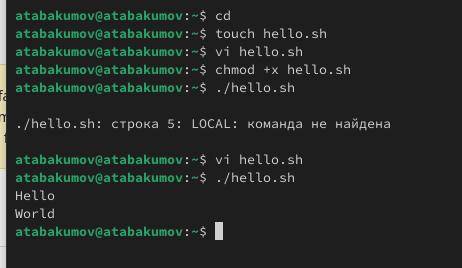 atabakumov@atabakumov:~$ cd
atabakumov@atabakumov:~$ touch hello.sh
atabakumov@atabakumov:~$ vi hello.sh
atabakumov@atabakumov:~$ chmod +x hello.sh
atabakumov@atabakumov:~$ ./hello.sh
./hello.sh: строка 5: LOCAL: команда не найдена
atabakumov@atabakumov:~$ vi hello.sh
atabakumov@atabakumov:~$ ./hello.sh
Hello
World
atabakumov@atabakumov:~$